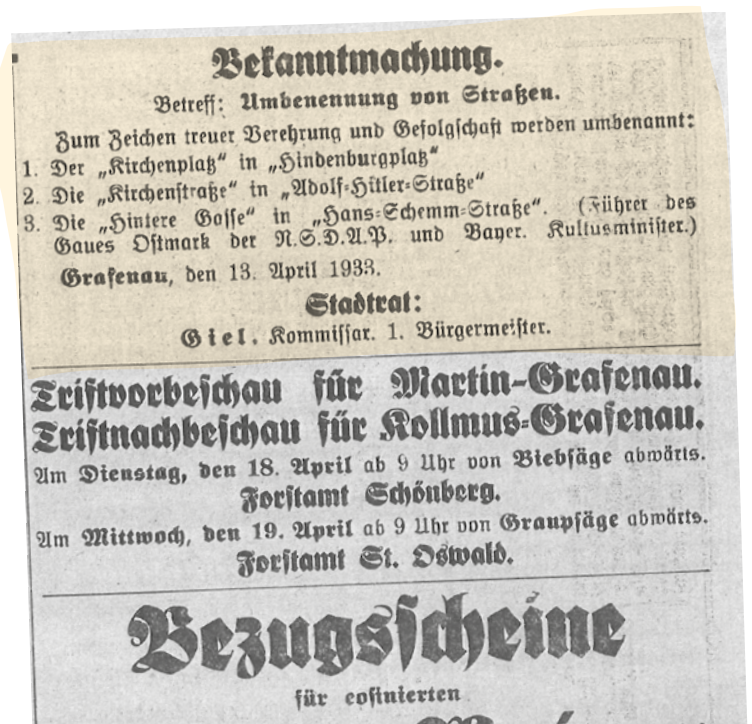 Bekanntmachung.
Betreff: Umbenennung von Straßen.
Zum Zeichen treuer Verehrung und Gefolgschaft werden umbenannt:
1. Der „Kirchenplatz“ in „Hindenburgplatz“
2. Die „Kirchenstraße“ in „Adolf-Hitler-Straße“
3. Die „Hintere Gasse“ in „Hans-Schemm-Straße“. (Führer des
Gaues Ostmark der N.S.D.A.P. und Bayer. Kultusminister.)
Grafenau, den 13. April 1933.
Stadtrat:
Giel. Kommissar. 1. Bürgermeister.
Triftvorbeschau für Martin-Grafenau.
Triftnachbeschau für Kollmus-Grafenau.
Am Dienstag, den 18. April ab 9 Uhr von Biebsäge abwärts.
Forstamt Schönberg.
Am Mittwoch, den 19. April ab 9 Uhr von Graupsäge abwärts.
Forstamt St. Oswald.
Bezugsscheine
für cosinierten